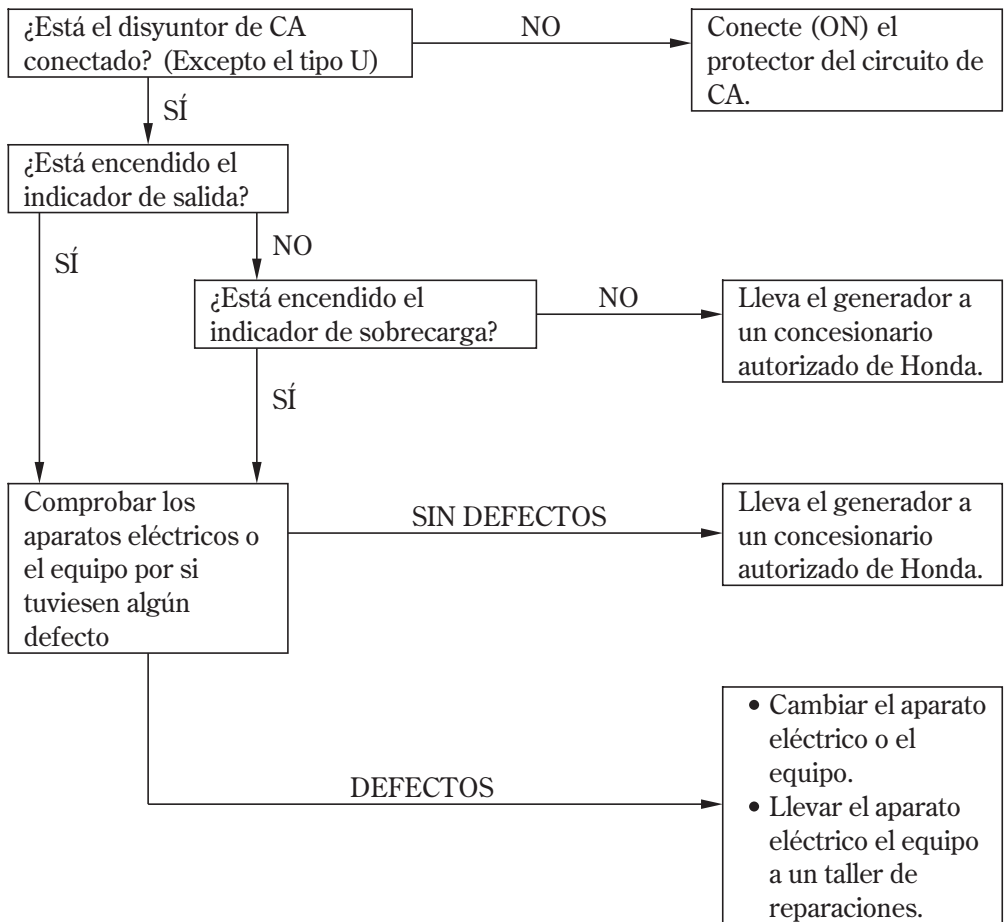 ¿Está el disyuntor de CA
conectado? (Excepto el tipo U)
NO
Conecte (ON) el
protector del circuito de
CA.
SÍ
¿Está encendido el
indicador de salida?
SÍ
NO
¿Está encendido el
indicador de sobrecarga?
NO
Lleva el generador a
un concesionario
autorizado de Honda.
SÍ
Comprobar los
aparatos eléctricos o
el equipo por si
tuviesen algún
defecto
SIN DEFECTOS
Lleva el generador a
un concesionario
autorizado de Honda.
DEFECTOS
• Cambiar el aparato
eléctrico o el
equipo.
• Llevar el aparato
eléctrico el equipo
a un taller de
reparaciones.